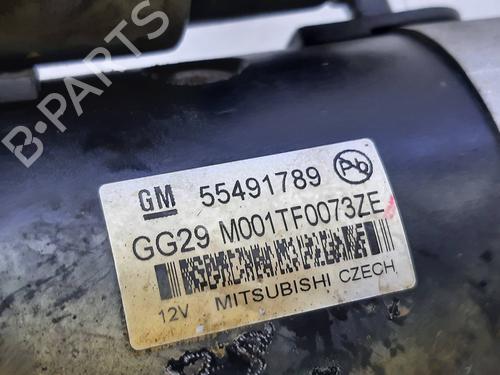 B-PARTS
GM 55491789 Pb
GG29 M001TF0073ZE
12V MITSUBISHI CZECH